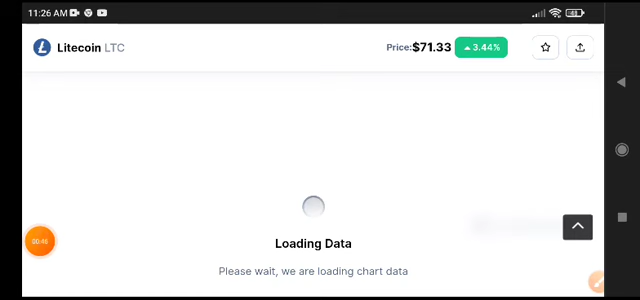 11:26 AM
Litecoin LTC
Price:$71.33 3.44%
00:46
Loading Data
Please wait, we are loading chart data